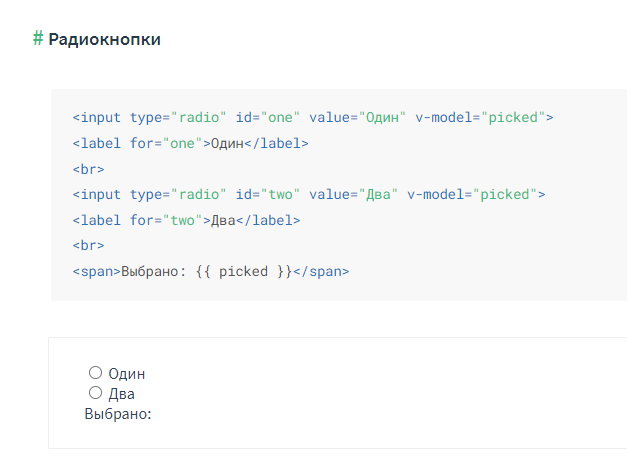 # Радиокнопки
<input type="radio" id="one" value="Один" v-model="picked">
<label for="one">Один</label>
<br>
<input type="radio" id="two" value="Два" v-model="picked">
<label for="two">Два</label>
<br>
<span>Выбрано: {{ picked }}</span>
Один
Два
Выбрано: